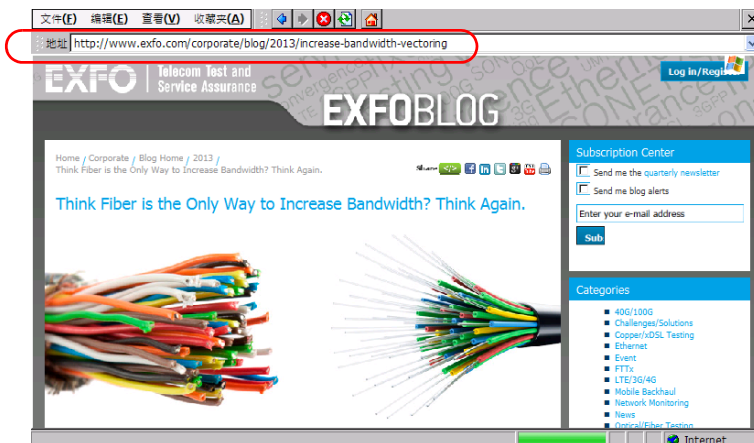 文件(F) 编辑(E) 查看(V) 收藏夹(A)
地址 http://www.exfo.com/corporate/blog/2013/increase-bandwidth-vectoring
EXFO Telecom Test and
Service Assurance
Log in/Regist
EXFOBLOG
Home / Corporate / Blog Home / 2013 /
Think Fiber is the Only Way to Increase Bandwidth? Think Again.
Share
Think Fiber is the Only Way to Increase Bandwidth? Think Again.
Subscription Center
Send me the quarterly newsletter
Send me blog alerts
Enter your e-mail address
Sub
Categories
40G/100G
Challenges/Solutions
Copper/xDSL Testing
Ethernet
Event
FTTx
LTE/3G/4G
Mobile Backhaul
Network Monitoring
News
Optical/Fiber Testing
Internet